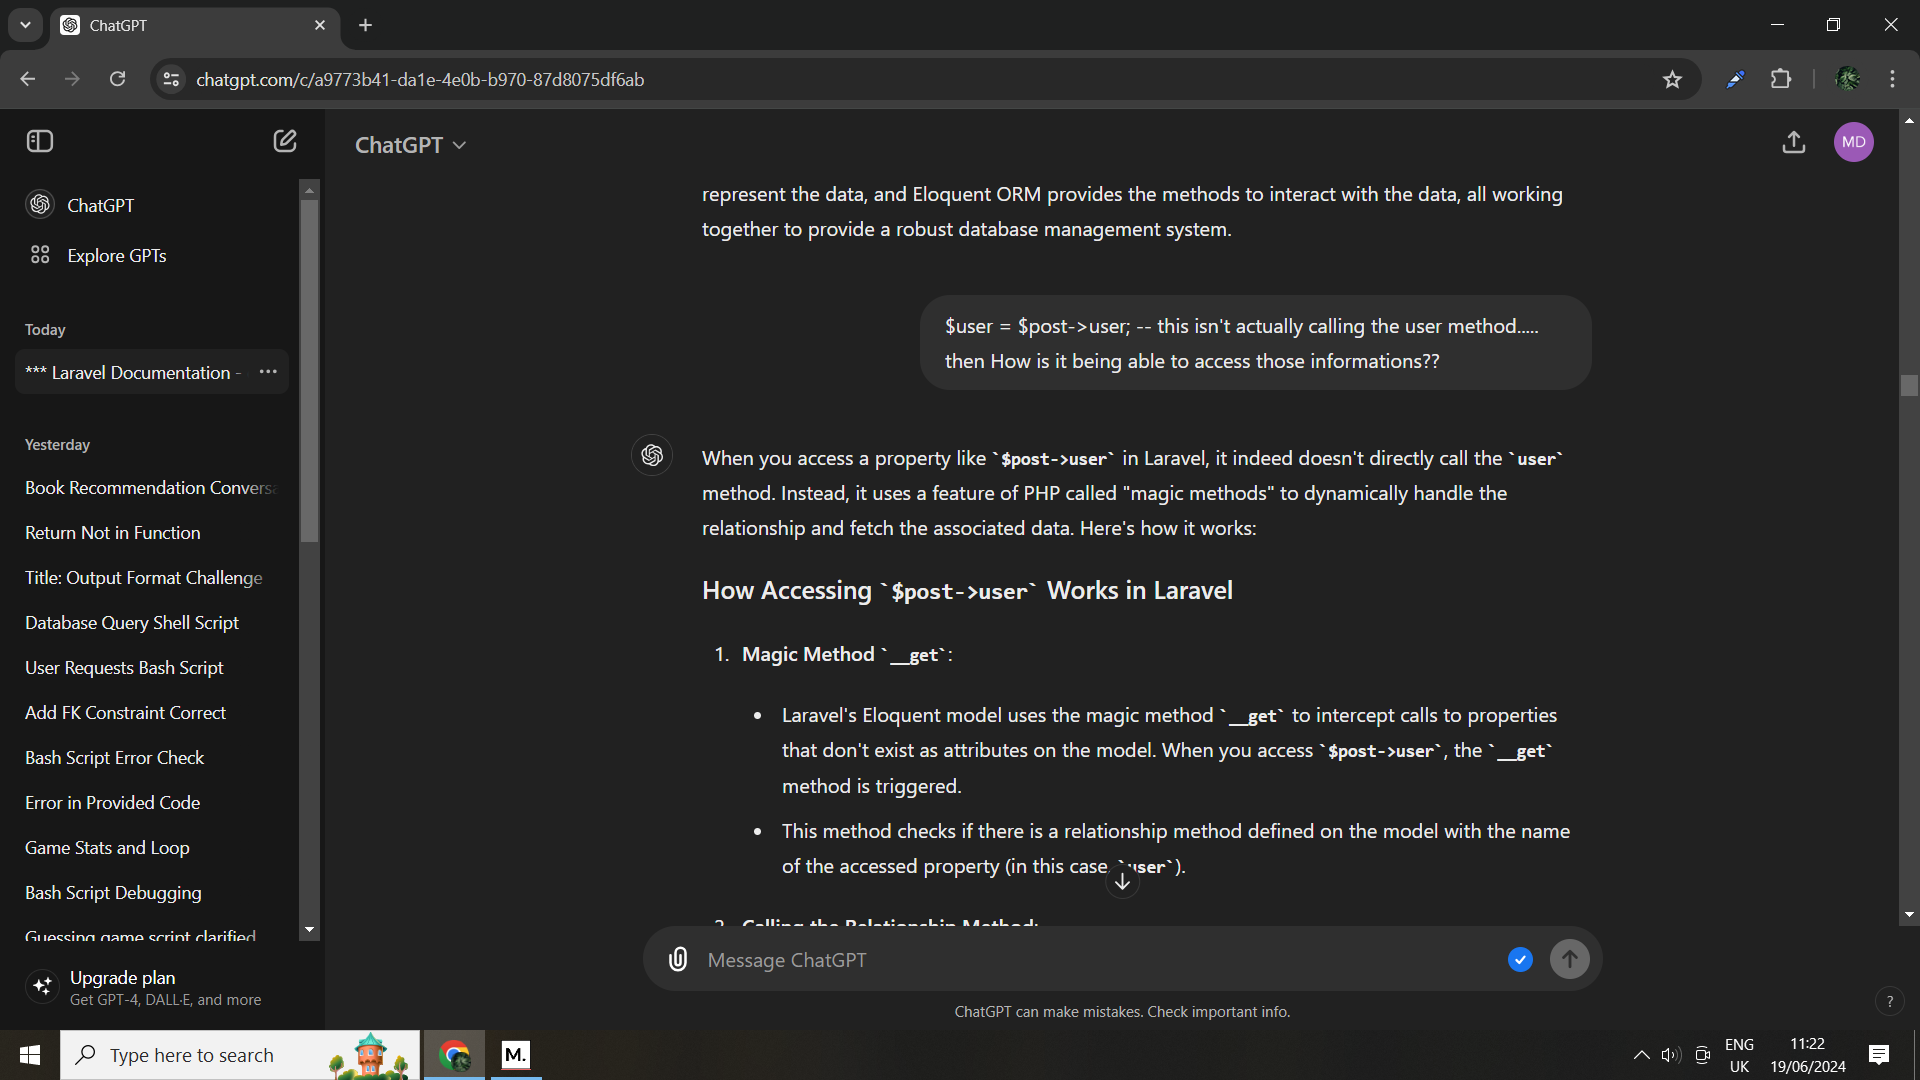 ChatGPT
chatgpt.com/c/a9773b41-da1e-4e0b-b970-87d8075df6ab
ChatGPT
MD
ChatGPT
Explore GPTs
Today
*** Laravel Documentation -
Yesterday
Book Recommendation Conversa
Return Not in Function
Title: Output Format Challenge
Database Query Shell Script
User Requests Bash Script
Add FK Constraint Correct
Bash Script Error Check
Error in Provided Code
Game Stats and Loop
Bash Script Debugging
Guessing game script clarified
Upgrade plan
Get GPT-4, DALL·E, and more
represent the data, and Eloquent ORM provides the methods to interact with the data, all working
together to provide a robust database management system.
$user = $post->user; -- this isn't actually calling the user method.....
then How is it being able to access those informations??
When you access a property like `$post->user` in Laravel, it indeed doesn't directly call the `user`
method. Instead, it uses a feature of PHP called "magic methods" to dynamically handle the
relationship and fetch the associated data. Here's how it works:
How Accessing `$post->user` Works in Laravel
1. Magic Method `__get`:
• Laravel's Eloquent model uses the magic method `__get` to intercept calls to properties
that don't exist as attributes on the model. When you access `$post->user`, the `__get`
method is triggered.
• This method checks if there is a relationship method defined on the model with the name
of the accessed property (in this case, `user`).
2. Calling the Relationship Method:
Message ChatGPT
ChatGPT can make mistakes. Check important info.
?
Type here to search
M.
ENG
UK
11:22
19/06/2024